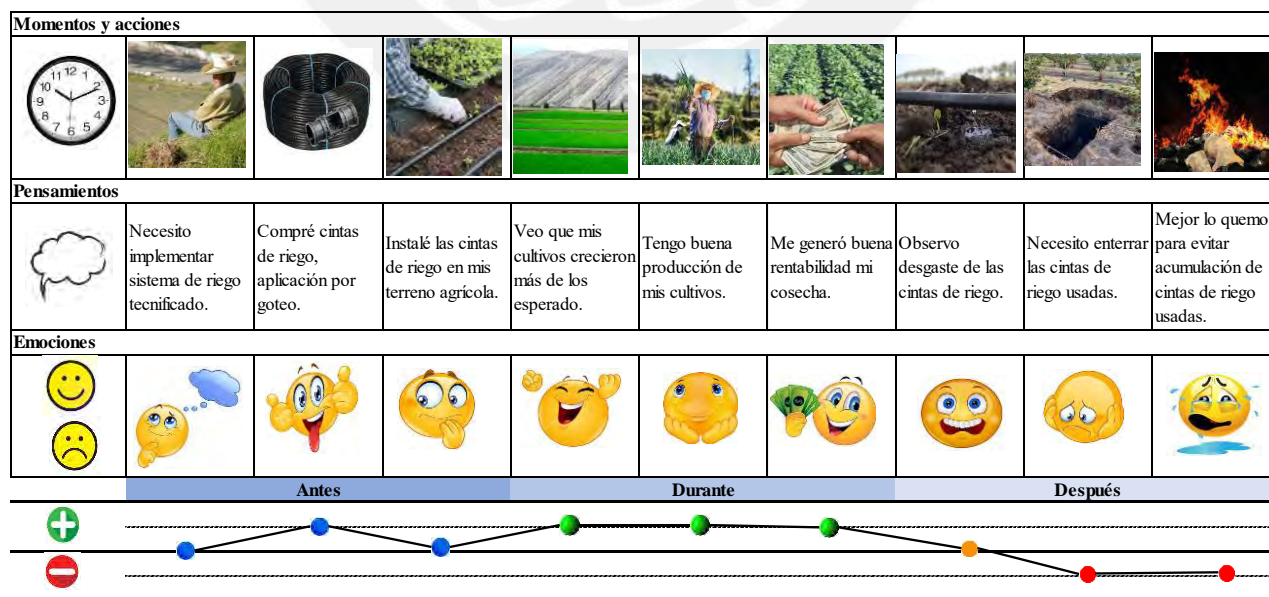 Momentos y acciones
Pensamientos
Necesito
implementar
sistema de riego
tecnificado.
Compré cintas
de riego,
aplicación por
goteo.
Instalé las cintas
de riego en mis
terreno agrícola.
Veo que mis
cultivos crecieron
más de los
esperado.
Tengo buena
producción de
mis cultivos.
Me generó buena
rentabilidad mi
cosecha.
Observo
desgaste de las
cintas de riego.
Necesito enterrar
las cintas de
riego usadas.
Mejor lo quemo
para evitar
acumulación de
cintas de riego
usadas.
Emociones
Antes
Durante
Después